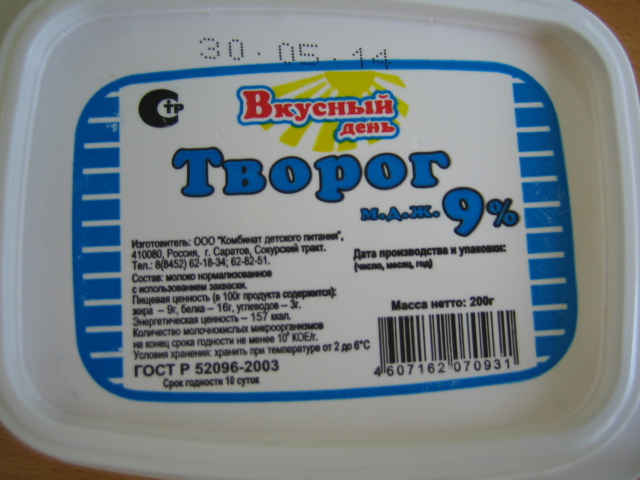 30.05.14
СтР
Вкусный
день
Творог
м.д.ж. 9%
Изготовитель: ООО "Комбинат детского питания",
410080, Россия, г. Саратов, Сокурский тракт.
Тел.: 8(8452) 62-18-34; 62-82-51.
Состав: молоко нормализованное
с использованием закваски.
Пищевая ценность (в 100г продукта содержится):
жира – 9г, белка – 16г, углеводов – 3г.
Энергетическая ценность – 157 ккал.
Количество молочнокислых микроорганизмов
на конец срока годности не менее 10⁶ КОЕ/г.
Условия хранения: хранить при температуре от 2 до 6°С
ГОСТ Р 52096-2003
Срок годности 10 суток
Дата производства и упаковки:
(число, месяц, год)
Масса нетто: 200г
4 607162 070931